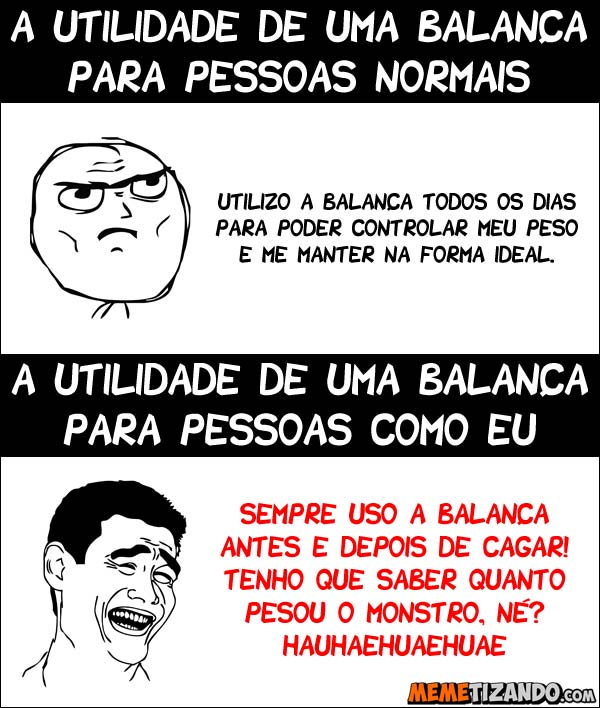 A UTILIDADE DE UMA BALANÇA
PARA PESSOAS NORMAIS
UTILIZO A BALANÇA TODOS OS DIAS
PARA PODER CONTROLAR MEU PESO
E ME MANTER NA FORMA IDEAL.
A UTILIDADE DE UMA BALANÇA
PARA PESSOAS COMO EU
SEMPRE USO A BALANÇA
ANTES E DEPOIS DE CAGAR!
TENHO QUE SABER QUANTO
PESOU O MONSTRO, NÉ?
HAUHAEHUAEHUAE
MEMETIZANDO.COM